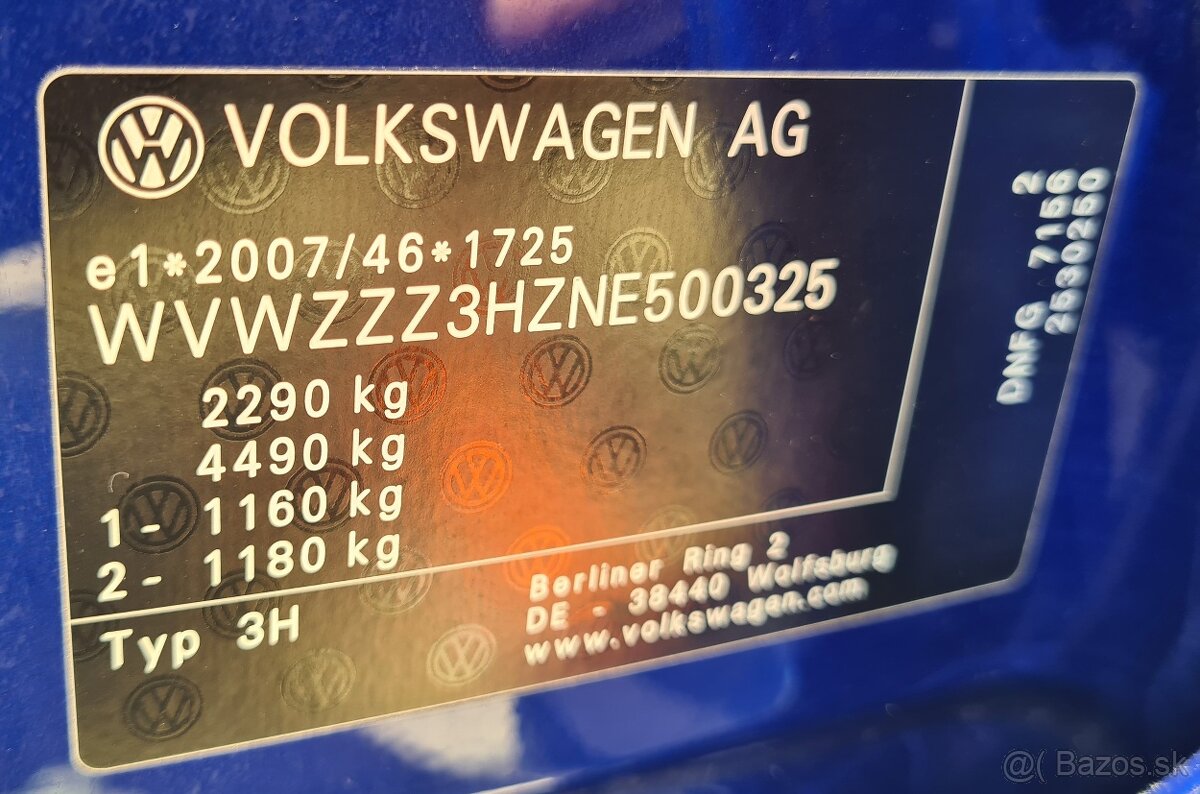 VOLKSWAGEN AG
e1*2007/46*1725
WVWZZZ3HZNE500325
2290 kg
4490 kg
1- 1160 kg
2- 1180 kg
Typ 3H
Berliner Ring 2
DE - 38440 Wolfsburg
www.volkswagen.com
2
DNFG 7156
2530250
@( Bazos.sk